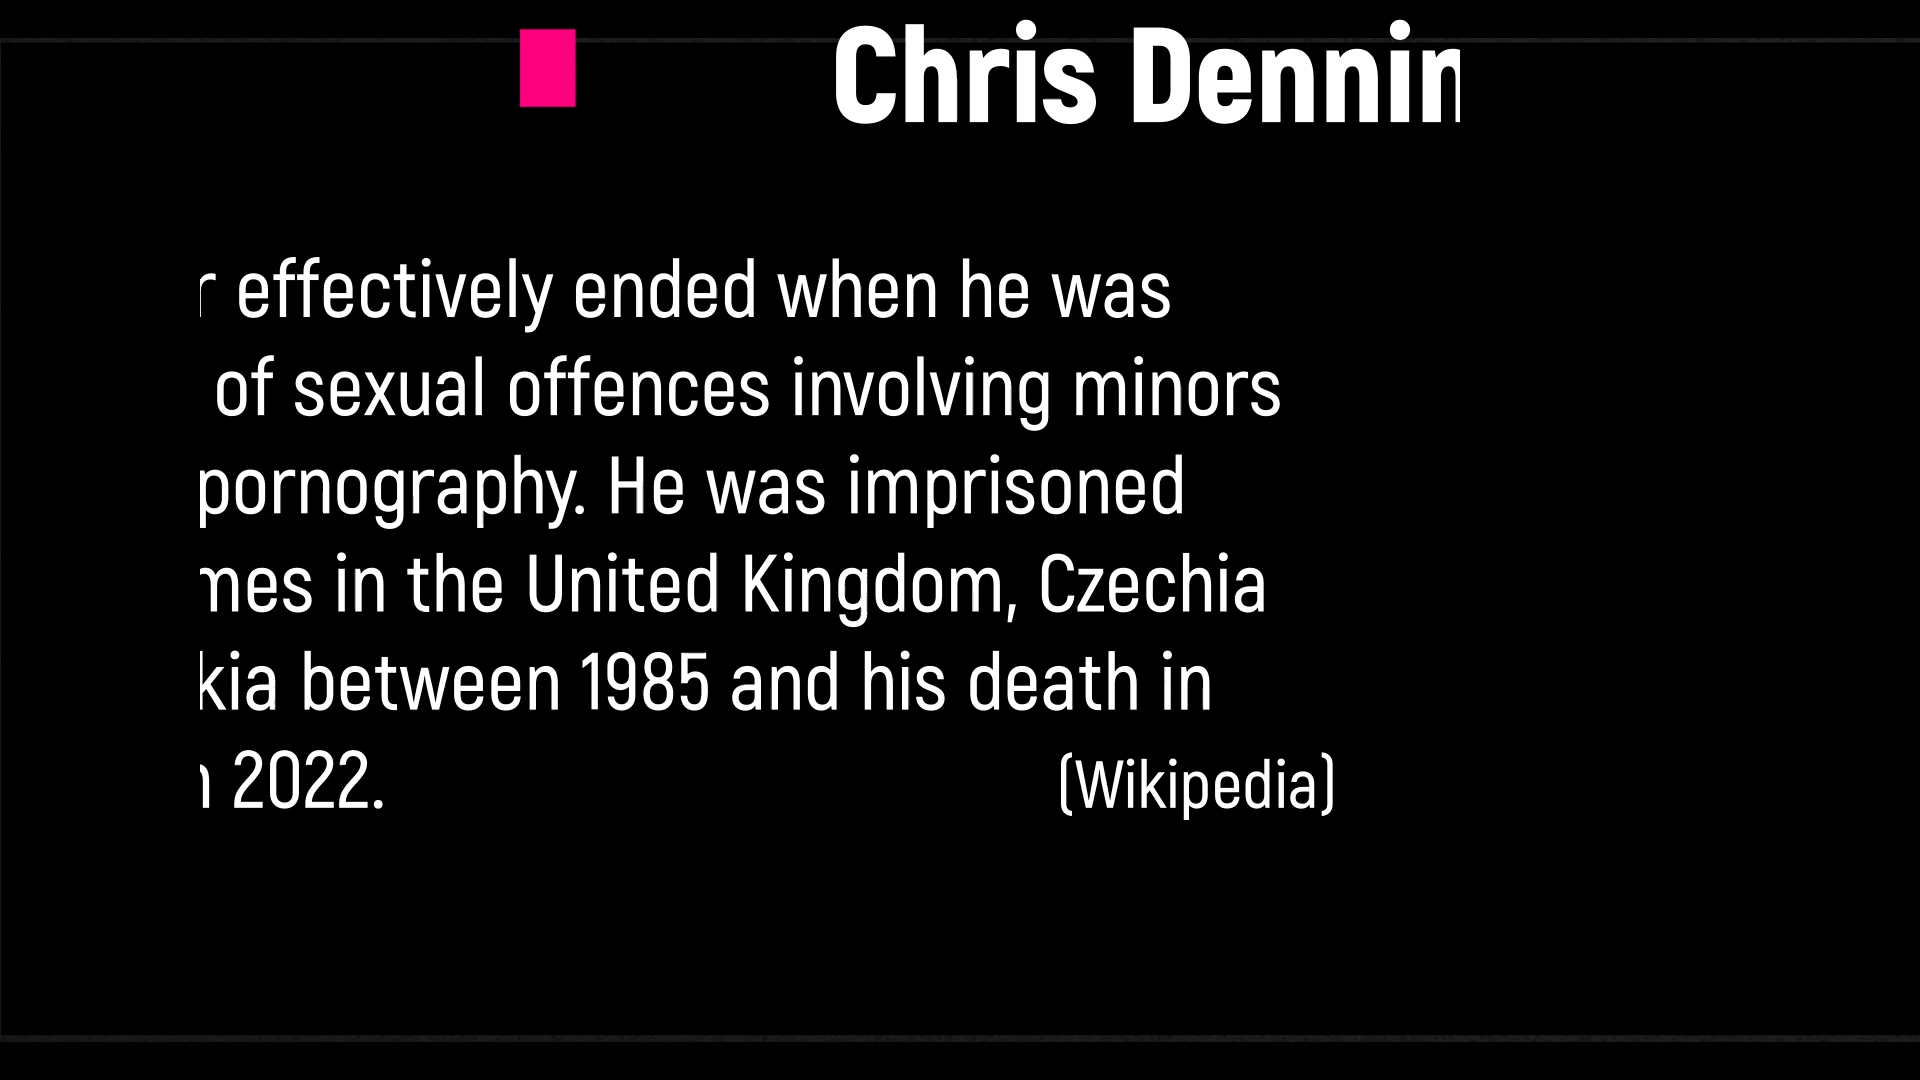 Chris Dennin
effectively ended when he was
of sexual offences involving minors
pornography. He was imprisoned
mes in the United Kingdom, Czechia
kia between 1985 and his death in
2022. (Wikipedia)